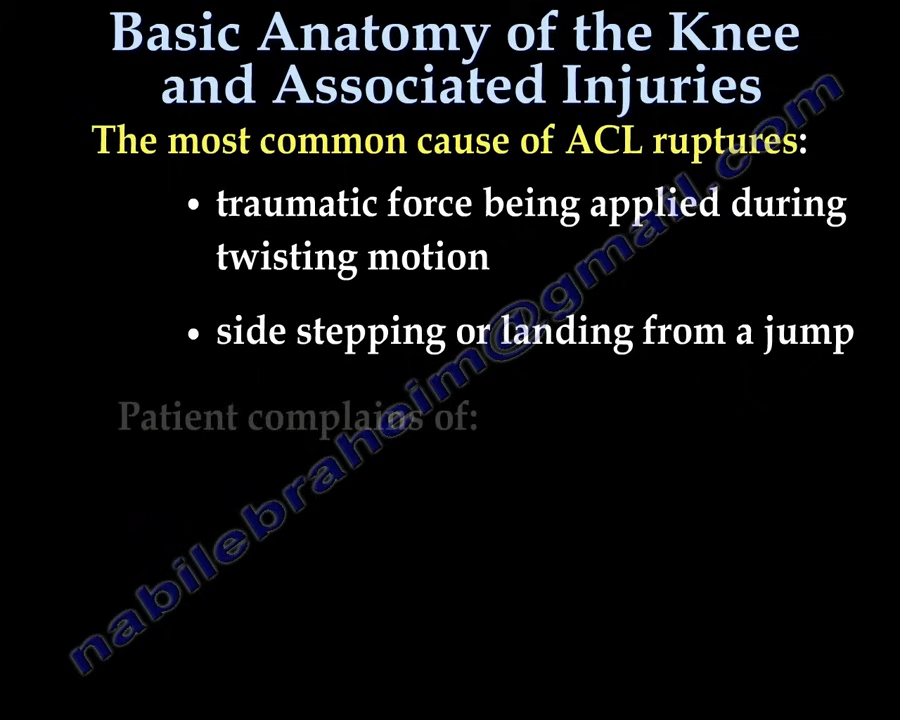 Basic Anatomy of the Knee
and Associated Injuries
The most common cause of ACL ruptures:
• traumatic force being applied during
twisting motion
• side stepping or landing from a jump
Patient complains of:
nabilebraheim@gmail.com